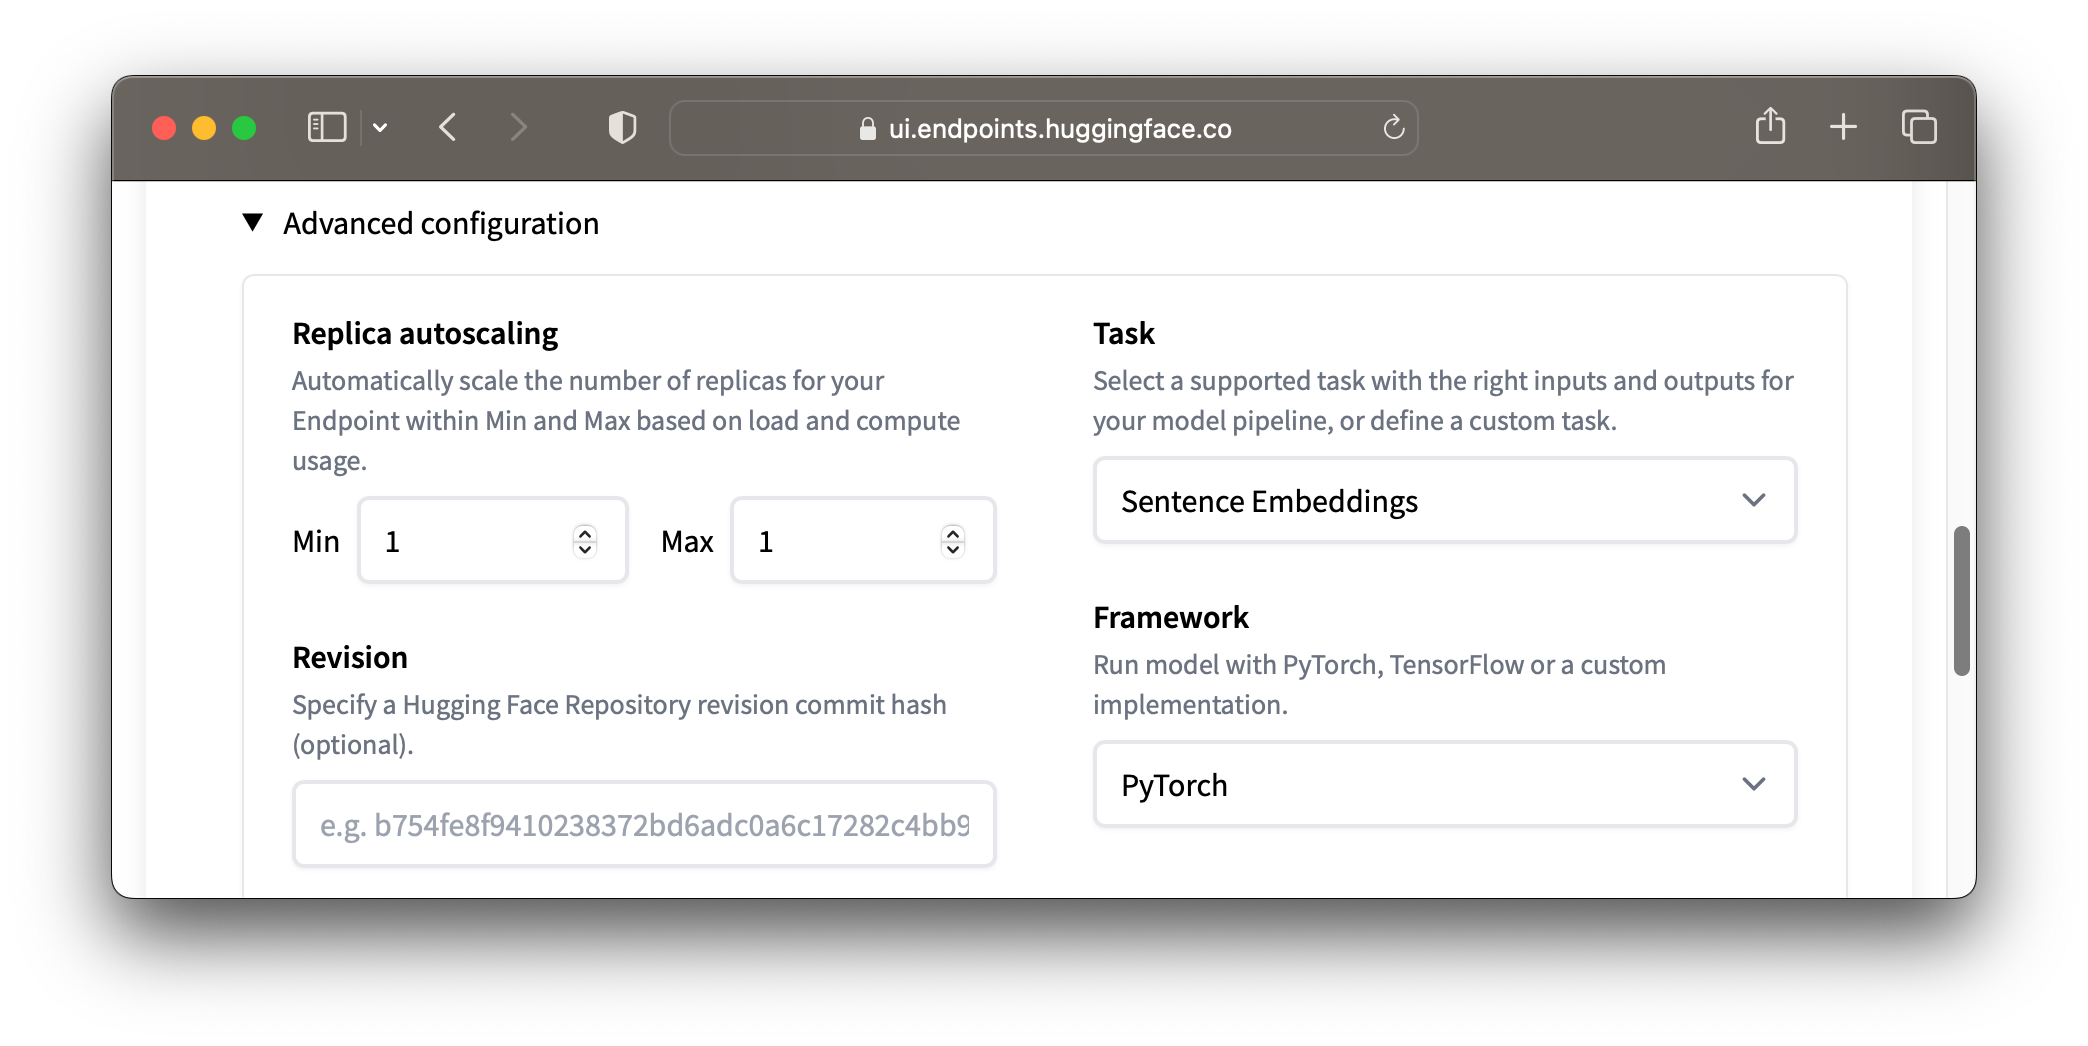 ui.endpoints.huggingface.co
Advanced configuration
Replica autoscaling
Automatically scale the number of replicas for your
Endpoint within Min and Max based on load and compute
usage.
Min 1 Max 1
Revision
Specify a Hugging Face Repository revision commit hash
(optional).
e.g. b754fe8f9410238372bd6adc0a6c17282c4bb9
Task
Select a supported task with the right inputs and outputs for
your model pipeline, or define a custom task.
Sentence Embeddings
Framework
Run model with PyTorch, TensorFlow or a custom
implementation.
PyTorch